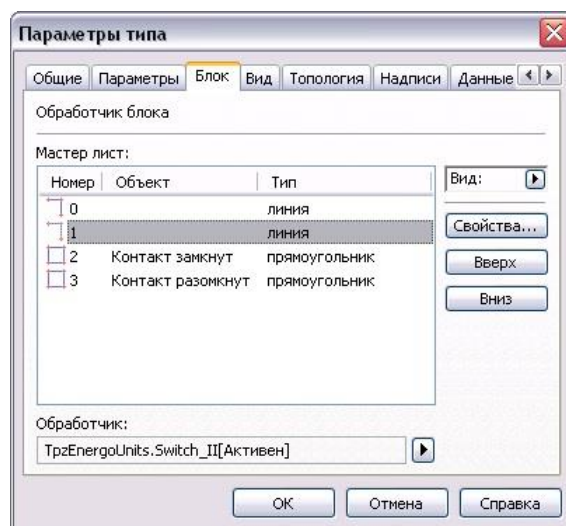 Параметры типа
Общие Параметры Блок Вид Топология Надписи Данные
Обработчик блока
Мастер лист:
Номер Объект Тип
0 линия
1 линия
2 Контакт замкнут прямоугольник
3 Контакт разомкнут прямоугольник
Вид:
Свойства...
Вверх
Вниз
Обработчик:
TpzEnergoUnits.Switch_II[Активен]
ОК Отмена Справка